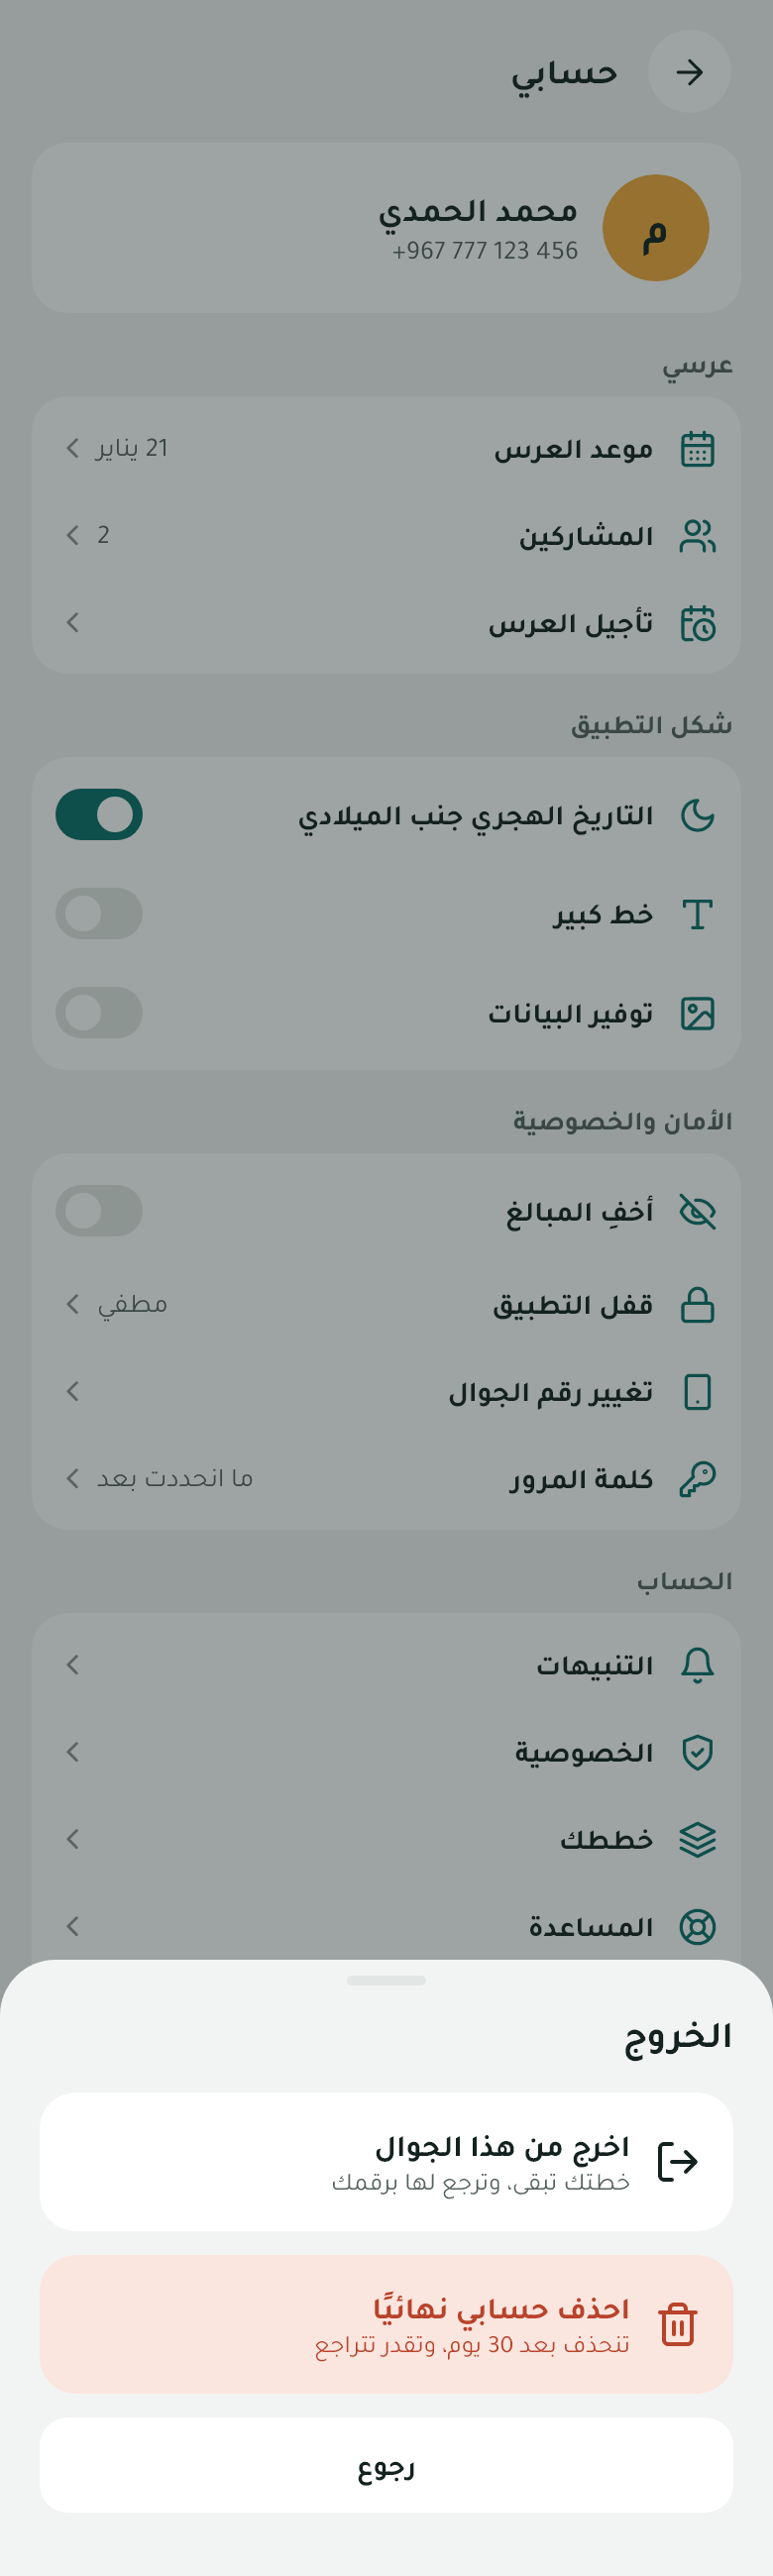 حسابي
م
محمد الحمدي
+967 777 123 456
عرسي
موعد العرس 21 يناير
المشاركين 2
تأجيل العرس
شكل التطبيق
التاريخ الهجري جنب الميلادي
خط كبير
توفير البيانات
الأمان والخصوصية
أخفِ المبالغ
قفل التطبيق مطفي
تغيير رقم الجوال
كلمة المرور ما انحددت بعد
الحساب
التنبيهات
الخصوصية
خططك
المساعدة
الخروج
اخرج من هذا الجوال
خطتك تبقى، وترجع لها برقمك
احذف حسابي نهائيًا
تنحذف بعد 30 يوم، وتقدر تتراجع
رجوع